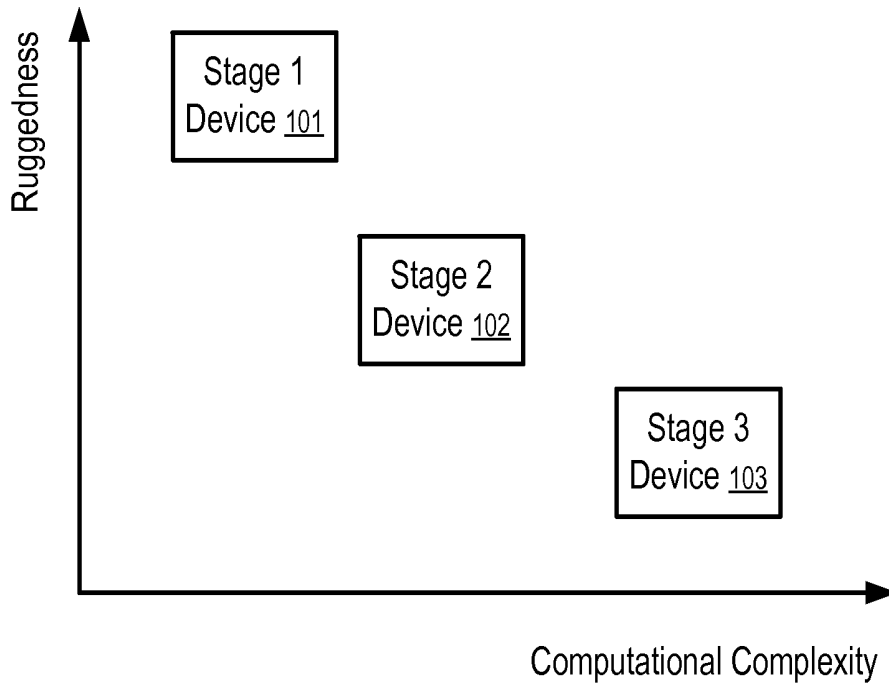 Ruggedness
Stage 1
Device 101
Stage 2
Device 102
Stage 3
Device 103
Computational Complexity